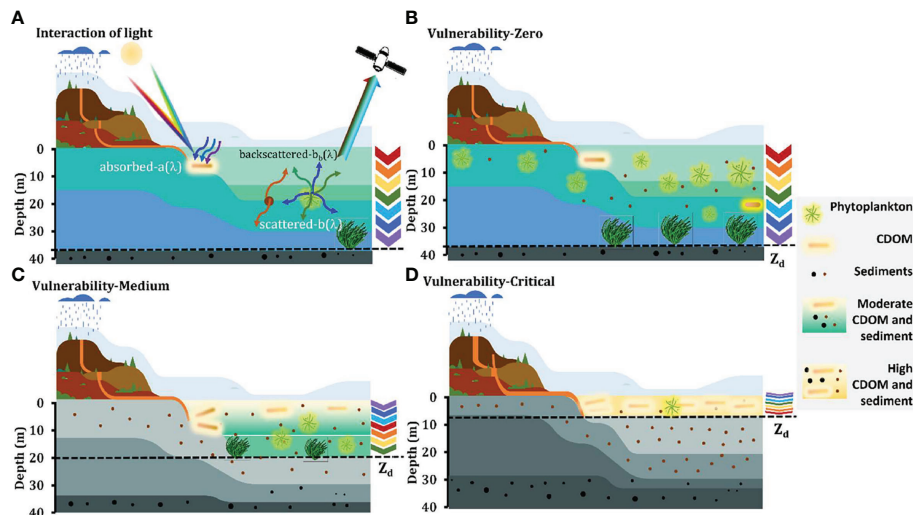 A
Interaction of light
0
10
20
30
40
Depth (m)
absorbed-a(λ)
backscattered-b_b(λ)
scattered-b(λ)
B
Vulnerability-Zero
0
10
20
30
40
Depth (m)
Z_d
C
Vulnerability-Medium
0
10
20
30
40
Depth (m)
Z_d
D
Vulnerability-Critical
0
10
20
30
40
Depth (m)
Z_d
Phytoplankton
CDOM
Sediments
Moderate
CDOM and
sediment
High
CDOM and
sediment